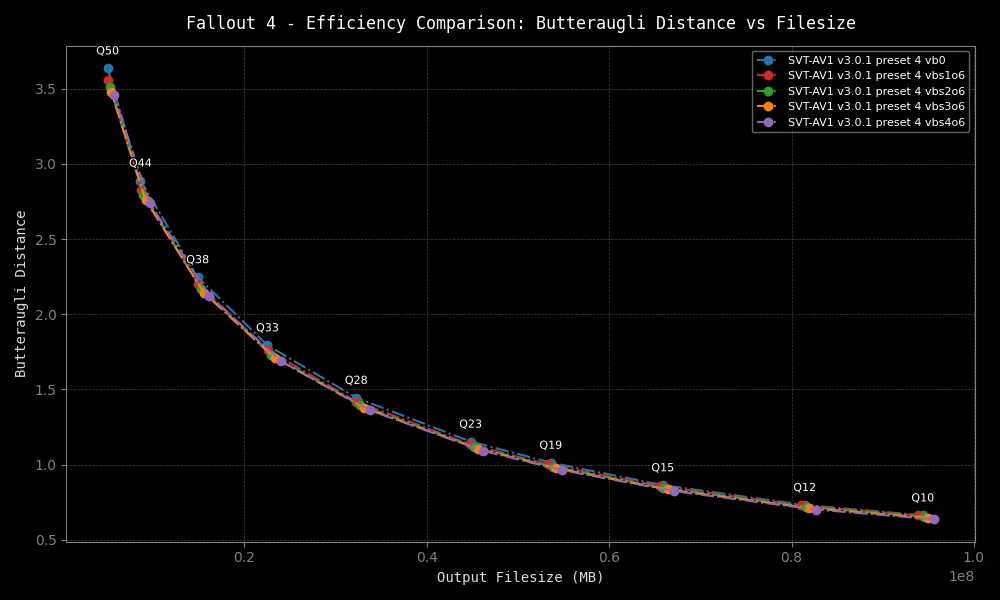 Fallout 4 - Efficiency Comparison: Butteraugli Distance vs Filesize
SVT-AV1 v3.0.1 preset 4 vb0
SVT-AV1 v3.0.1 preset 4 vbs1o6
SVT-AV1 v3.0.1 preset 4 vbs2o6
SVT-AV1 v3.0.1 preset 4 vbs3o6
SVT-AV1 v3.0.1 preset 4 vbs4o6
Q50
Q44
Q38
Q33
Q28
Q23
Q19
Q15
Q12
Q10
Butteraugli Distance
3.5
3.0
2.5
2.0
1.5
1.0
0.5
0.2
0.4
0.6
0.8
1.0
1e8
Output Filesize (MB)